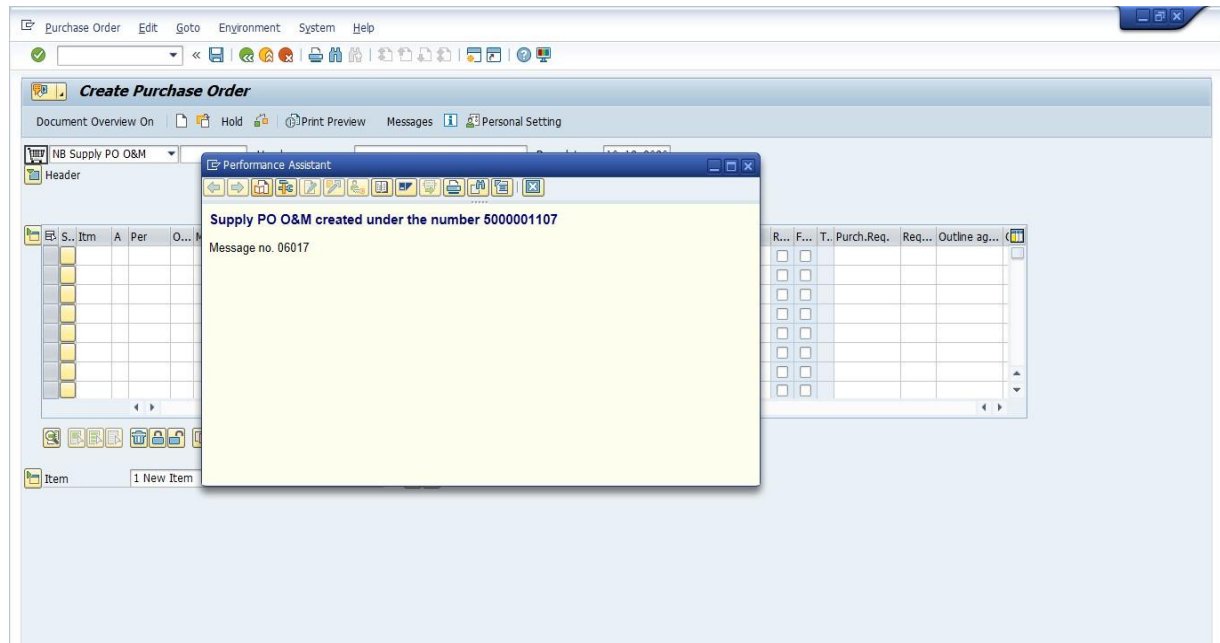 Purchase Order Edit Goto Environment System Help
Create Purchase Order
Document Overview On Hold Print Preview Messages Personal Setting
NB Supply PO O&M
Header
Performance Assistant
Supply PO O&M created under the number 5000001107
Message no. 06017
S.. Itm A Per O... R... F... T.. Purch.Req. Req... Outline ag...
Item 1 New Item